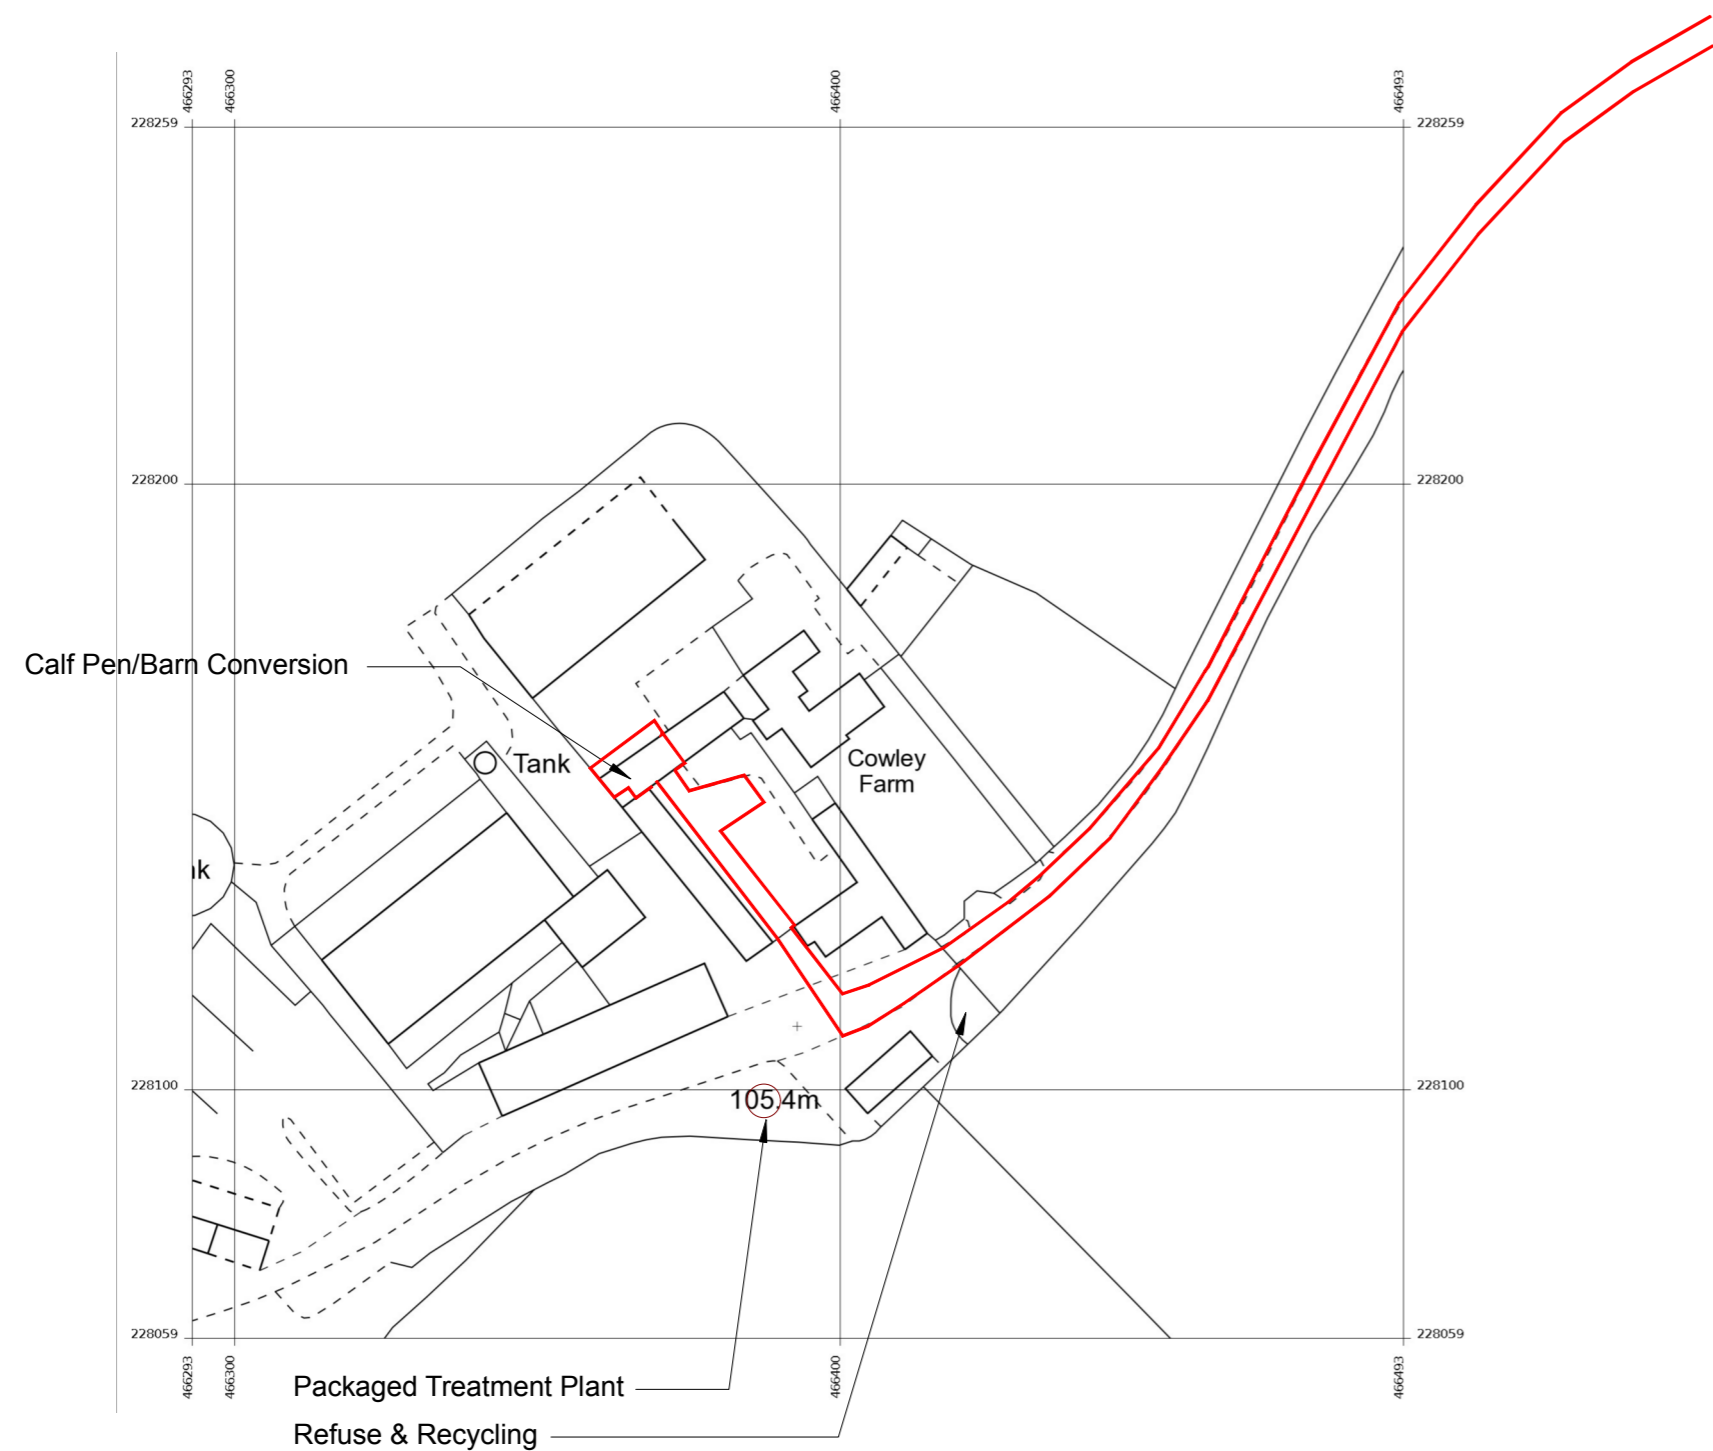 466293
466300
466400
466493
228259
228259
228200
228200
Calf Pen/Barn Conversion
Tank
Cowley
Farm
nk
105.4m
228100
228100
228059
228059
466293
466300
466400
466493
Packaged Treatment Plant
Refuse & Recycling